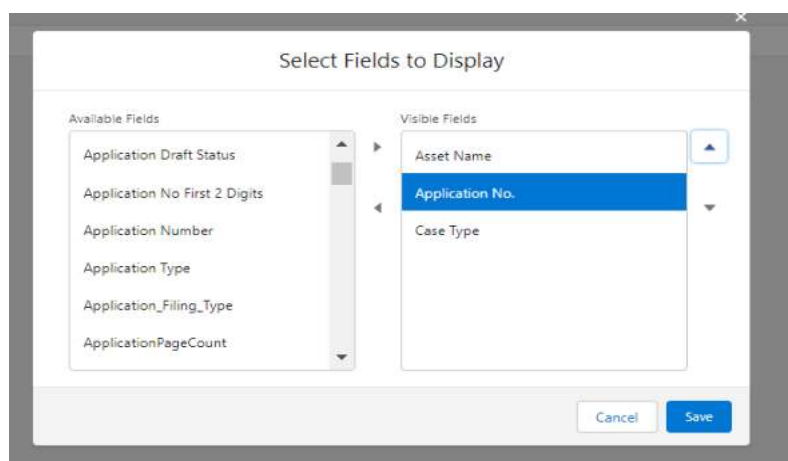 Select Fields to Display
Available Fields
Visible Fields
Application Draft Status
Application No First 2 Digits
Application Number
Application Type
Application_Filing_Type
ApplicationPageCount
Asset Name
Application No.
Case Type
Cancel
Save